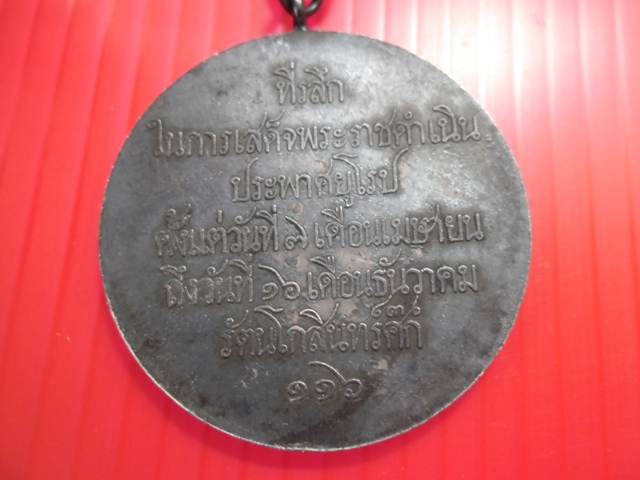 ที่รลึก
ในการเสด็จพระราชดำเนิน
ประพาศยูโรป
ตั้งแต่วันที่ ๗ เดือนเมษายน
ถึงวันที่ ๑๖ เดือนธันวาคม
รัตนโกสินทร์ศ๊ก
๑๑๖